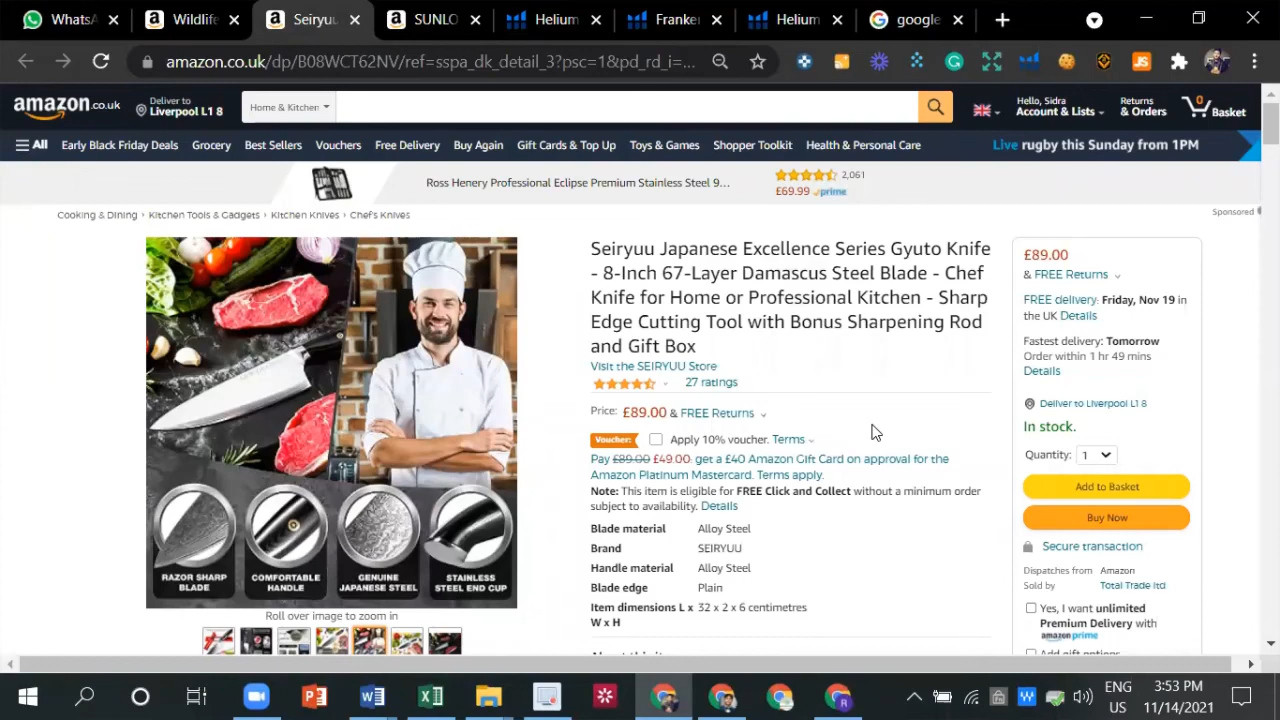 WhatsA
Wildlife
Seiryuu
SUNLO
Helium
Franker
Helium
google
amazon.co.uk/dp/B08WCT62NV/ref=sspa_dk_detail_3?psc=1&pd_rd_i=...
amazon.co.uk
Deliver to
Liverpool L1 8
Home & Kitchen
Hello, Sidra
Account & Lists
Returns
& Orders
0
Basket
All
Early Black Friday Deals
Grocery
Best Sellers
Vouchers
Free Delivery
Buy Again
Gift Cards & Top Up
Toys & Games
Shopper Toolkit
Health & Personal Care
Live rugby this Sunday from 1PM
Ross Henery Professional Eclipse Premium Stainless Steel 9...
2,061
£69.99 prime
Cooking & Dining › Kitchen Tools & Gadgets › Kitchen Knives › Chef's Knives
Sponsored
Seiryuu Japanese Excellence Series Gyuto Knife
- 8-Inch 67-Layer Damascus Steel Blade - Chef
Knife for Home or Professional Kitchen - Sharp
Edge Cutting Tool with Bonus Sharpening Rod
and Gift Box
Visit the SEIRYUU Store
27 ratings
Price: £89.00 & FREE Returns
Voucher: Apply 10% voucher. Terms
Pay £89.00 £49.00: get a £40 Amazon Gift Card on approval for the
Amazon Platinum Mastercard. Terms apply.
Note: This item is eligible for FREE Click and Collect without a minimum order
subject to availability. Details
Blade material Alloy Steel
Brand SEIRYUU
Handle material Alloy Steel
Blade edge Plain
Item dimensions L x 32 x 2 x 6 centimetres
W x H
RAZOR SHARP
BLADE
COMFORTABLE
HANDLE
GENUINE
JAPANESE STEEL
STAINLESS
STEEL END CUP
Roll over image to zoom in
£89.00
& FREE Returns
FREE delivery: Friday, Nov 19 in
the UK Details
Fastest delivery: Tomorrow
Order within 1 hr 49 mins
Details
Deliver to Liverpool L1 8
In stock.
Quantity: 1
Add to Basket
Buy Now
Secure transaction
Dispatches from Amazon
Sold by Total Trade ltd
Yes, I want unlimited
Premium Delivery with
amazon prime
Add gift options
ENG
US
3:53 PM
11/14/2021